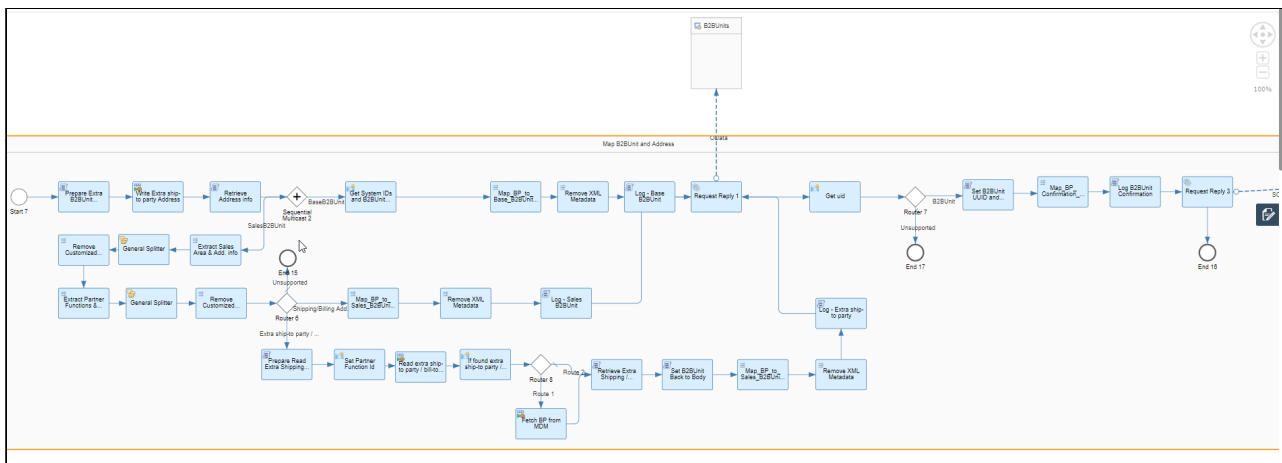 B2BUnits
100%
Odata
Map B2BUnit and Address
Start 7
Prepare Extra
B2BUnit...
Write Extra ship-
to party Address
Retrieve
Address info
Sequential
Multicast 2
BaseB2BUnit
SalesB2BUnit
Get System IDs
and B2BUnit...
Map_BP_to_
Base_B2BUnit...
Remove XML
Metadata
Log - Base
B2BUnit
Request Reply 1
Get uid
Router 7
B2BUnit
Unsupported
End 17
Set B2BUnit
UUID and...
Map_BP_
Confirmation_...
Log B2BUnit
Confirmation
Request Reply 3
End 16
Remove
Customized...
General Splitter
Extract Sales
Area & Add. info
End 15
Unsupported
Extract Partner
Functions &...
General Splitter
Remove
Customized...
Router 6
Shipping/Billing Add.
Extra ship-to party / ...
Map_BP_to_
Sales_B2BUni...
Remove XML
Metadata
Log - Sales
B2BUnit
Log - Extra ship-
to party
Prepare Read
Extra Shipping...
Set Partner
Function Id
Read extra ship-
to party / bill-to...
If found extra
ship-to party /...
Router 8
Route 2
Route 1
Retrieve Extra
Shipping /...
Set B2BUnit
Back to Body
Map_BP_to_
Sales_B2BUni...
Remove XML
Metadata
Fetch BP from
MDM